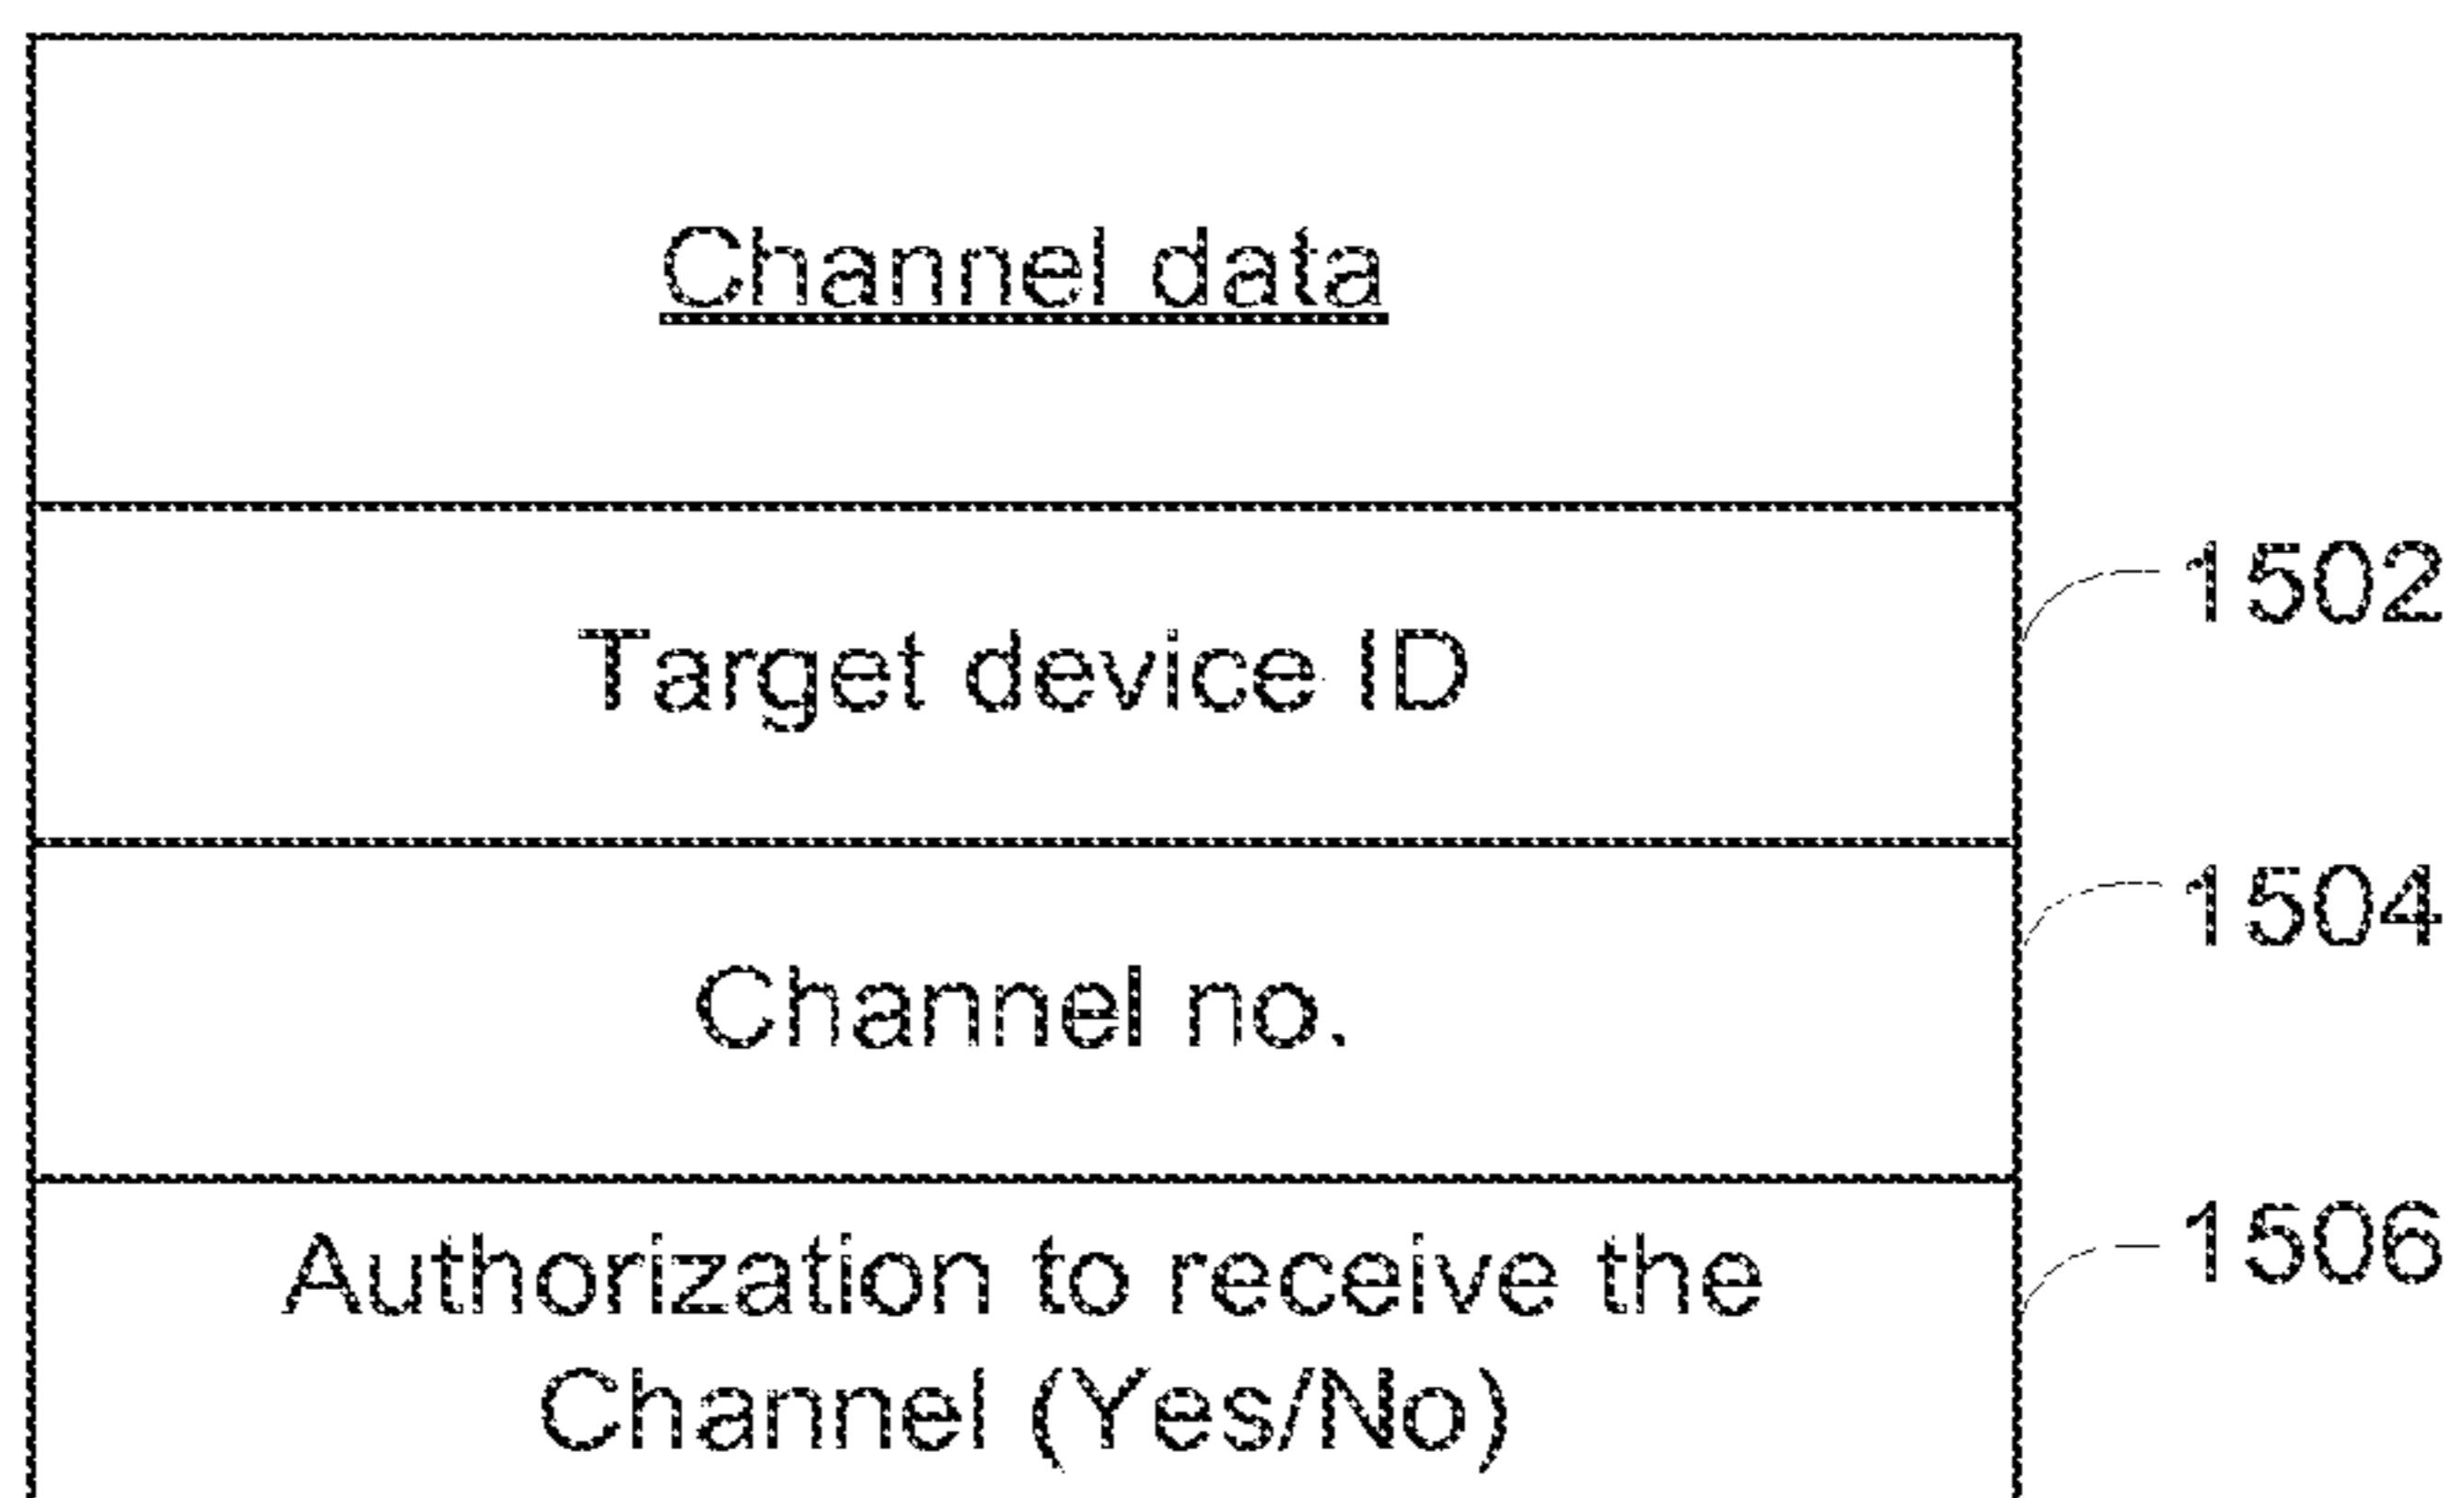 Channel data
Target device ID
1502
Channel no.
1504
Authorization to receive the
Channel (Yes/No)
1506